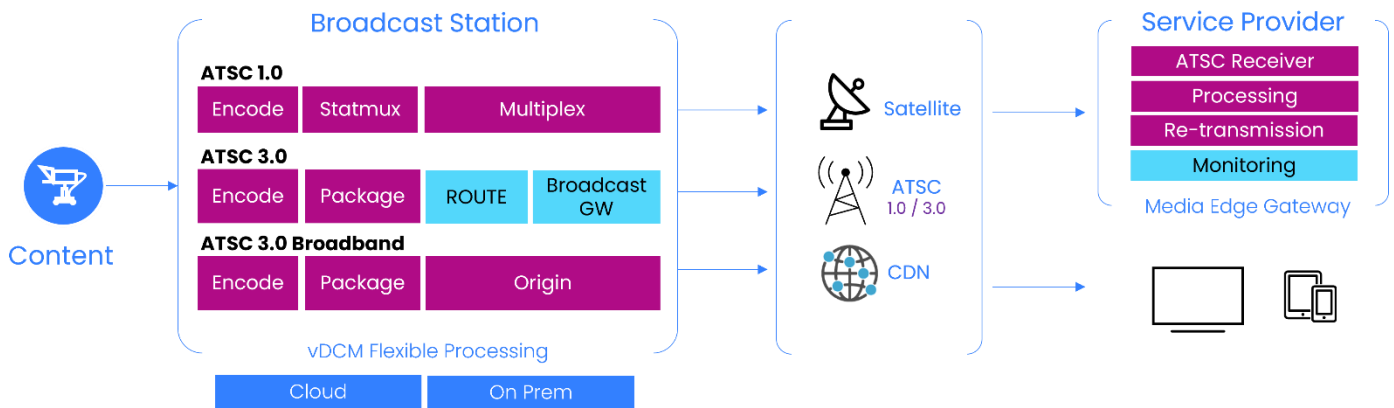 Broadcast Station
Service Provider
ATSC 1.0
Encode
Statmux
Multiplex
ATSC 3.0
Encode
Package
ROUTE
Broadcast
GW
ATSC 3.0 Broadband
Encode
Package
Origin
Content
vDCM Flexible Processing
Cloud
On Prem
Satellite
ATSC
1.0 / 3.0
CDN
ATSC Receiver
Processing
Re-transmission
Monitoring
Media Edge Gateway